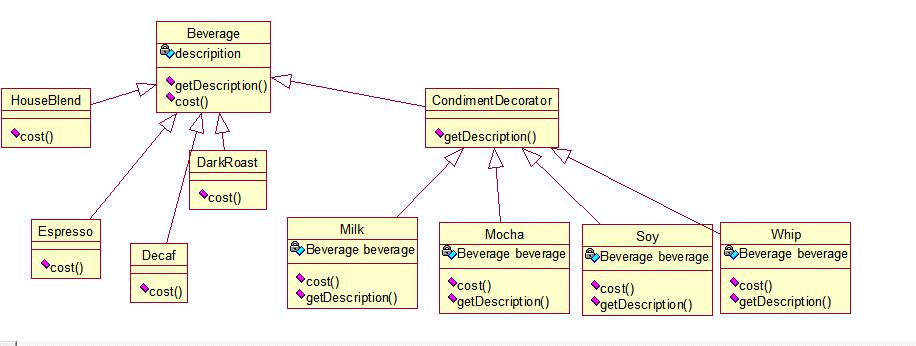 Beverage
descripition
getDescription()
cost()
HouseBlend
cost()
CondimentDecorator
getDescription()
DarkRoast
cost()
Espresso
cost()
Decaf
cost()
Milk
Beverage beverage
cost()
getDescription()
Mocha
Beverage beverage
cost()
getDescription()
Soy
Beverage beverage
cost()
getDescription()
Whip
Beverage beverage
cost()
getDescription()